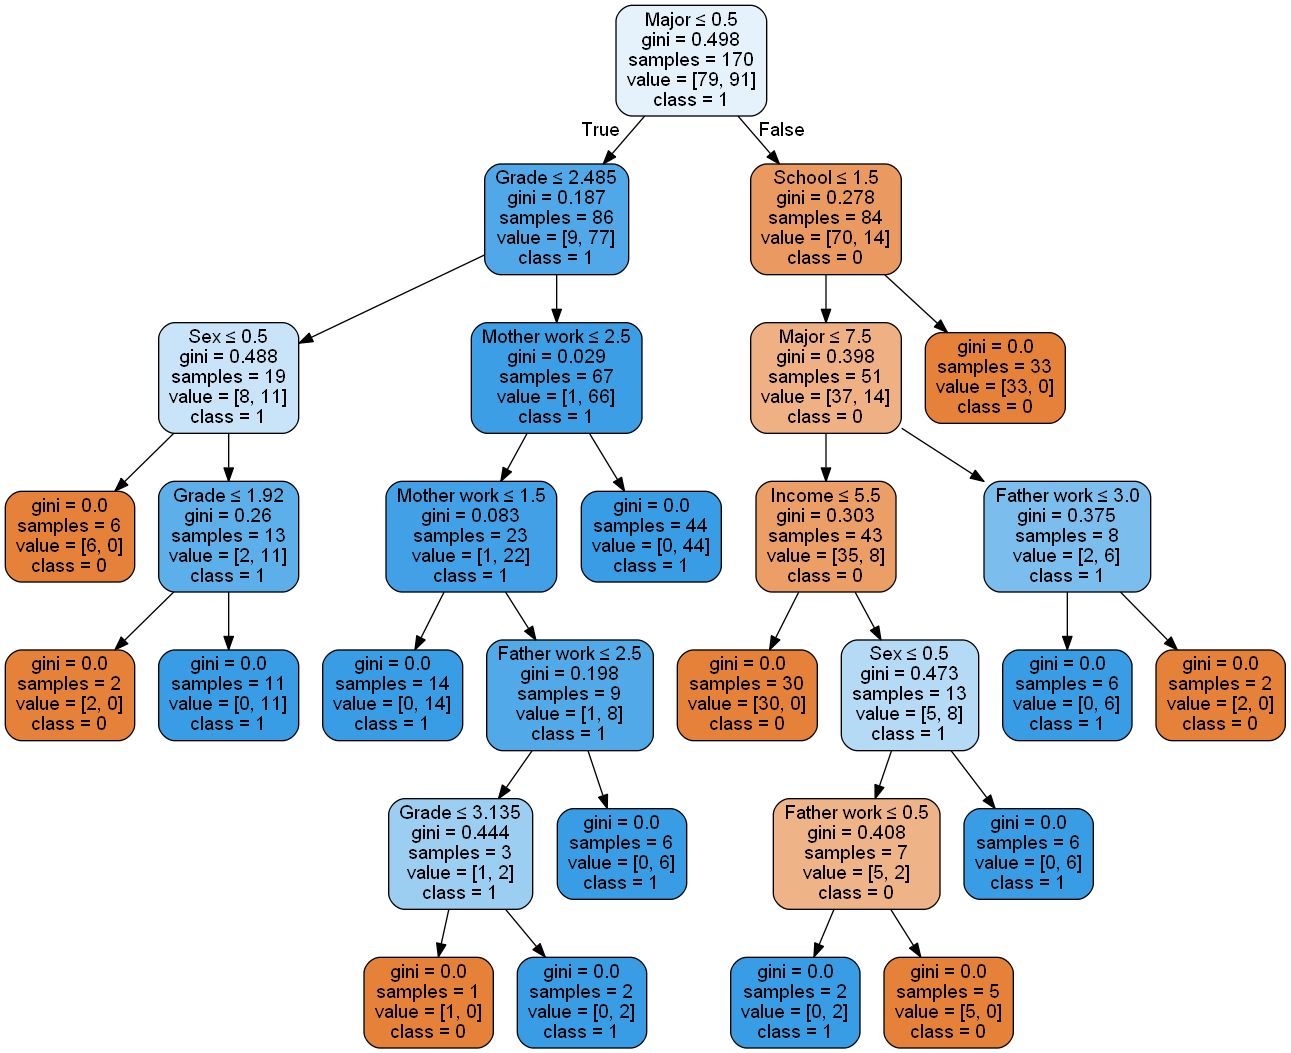 Major ≤ 0.5
gini = 0.498
samples = 170
value = [79, 91]
class = 1
True
False
Grade ≤ 2.485
gini = 0.187
samples = 86
value = [9, 77]
class = 1
School ≤ 1.5
gini = 0.278
samples = 84
value = [70, 14]
class = 0
Sex ≤ 0.5
gini = 0.488
samples = 19
value = [8, 11]
class = 1
Mother work ≤ 2.5
gini = 0.029
samples = 67
value = [1, 66]
class = 1
Major ≤ 7.5
gini = 0.398
samples = 51
value = [37, 14]
class = 0
gini = 0.0
samples = 33
value = [33, 0]
class = 0
gini = 0.0
samples = 6
value = [6, 0]
class = 0
Grade ≤ 1.92
gini = 0.26
samples = 13
value = [2, 11]
class = 1
Mother work ≤ 1.5
gini = 0.083
samples = 23
value = [1, 22]
class = 1
gini = 0.0
samples = 44
value = [0, 44]
class = 1
Income ≤ 5.5
gini = 0.303
samples = 43
value = [35, 8]
class = 0
Father work ≤ 3.0
gini = 0.375
samples = 8
value = [2, 6]
class = 1
gini = 0.0
samples = 2
value = [2, 0]
class = 0
gini = 0.0
samples = 11
value = [0, 11]
class = 1
gini = 0.0
samples = 14
value = [0, 14]
class = 1
Father work ≤ 2.5
gini = 0.198
samples = 9
value = [1, 8]
class = 1
gini = 0.0
samples = 30
value = [30, 0]
class = 0
Sex ≤ 0.5
gini = 0.473
samples = 13
value = [5, 8]
class = 1
gini = 0.0
samples = 6
value = [0, 6]
class = 1
gini = 0.0
samples = 2
value = [2, 0]
class = 0
Grade ≤ 3.135
gini = 0.444
samples = 3
value = [1, 2]
class = 1
gini = 0.0
samples = 6
value = [0, 6]
class = 1
Father work ≤ 0.5
gini = 0.408
samples = 7
value = [5, 2]
class = 0
gini = 0.0
samples = 6
value = [0, 6]
class = 1
gini = 0.0
samples = 1
value = [1, 0]
class = 0
gini = 0.0
samples = 2
value = [0, 2]
class = 1
gini = 0.0
samples = 2
value = [0, 2]
class = 1
gini = 0.0
samples = 5
value = [5, 0]
class = 0